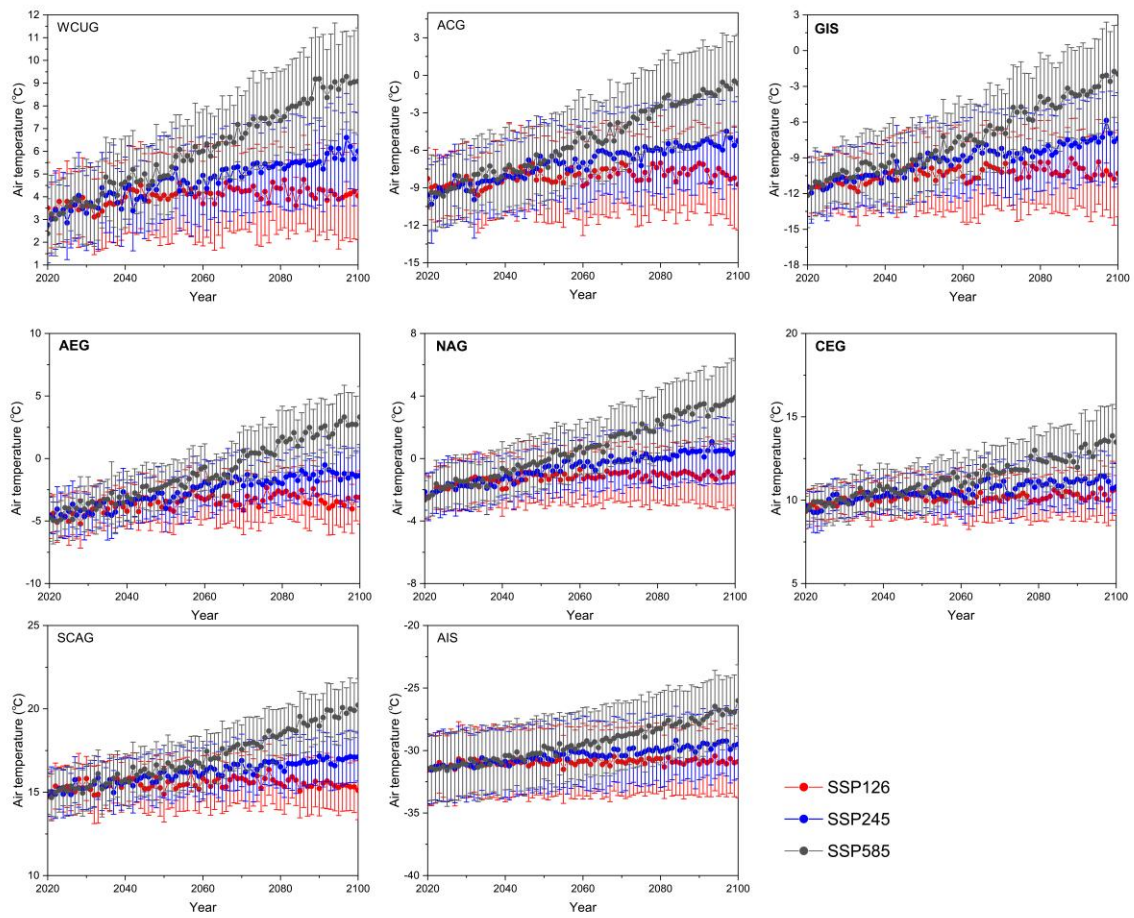 WCUG
Air temperature (°C)
12
11
10
9
8
7
6
5
4
3
2
1
2020 2040 2060 2080 2100
Year
ACG
Air temperature (°C)
3
0
-3
-6
-9
-12
-15
2020 2040 2060 2080 2100
Year
GIS
Air temperature (°C)
3
0
-3
-6
-9
-12
-15
-18
2020 2040 2060 2080 2100
Year
AEG
Air temperature (°C)
10
5
0
-5
-10
2020 2040 2060 2080 2100
Year
NAG
Air temperature (°C)
8
4
0
-4
-8
2020 2040 2060 2080 2100
Year
CEG
Air temperature (°C)
20
15
10
5
2020 2040 2060 2080 2100
Year
SCAG
Air temperature (°C)
25
20
15
10
2020 2040 2060 2080 2100
Year
AIS
Air temperature (°C)
-20
-25
-30
-35
-40
2020 2040 2060 2080 2100
Year
SSP126
SSP245
SSP585